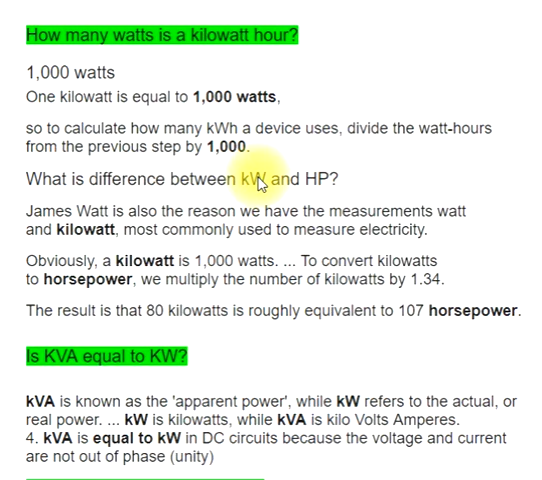 How many watts is a kilowatt hour?
1,000 watts
One kilowatt is equal to 1,000 watts,
so to calculate how many kWh a device uses, divide the watt-hours
from the previous step by 1,000.
What is difference between kW and HP?
James Watt is also the reason we have the measurements watt
and kilowatt, most commonly used to measure electricity.
Obviously, a kilowatt is 1,000 watts. ... To convert kilowatts
to horsepower, we multiply the number of kilowatts by 1.34.
The result is that 80 kilowatts is roughly equivalent to 107 horsepower.
Is KVA equal to KW?
kVA is known as the 'apparent power', while kW refers to the actual, or
real power. ... kW is kilowatts, while kVA is kilo Volts Amperes.
4. kVA is equal to kW in DC circuits because the voltage and current
are not out of phase (unity)